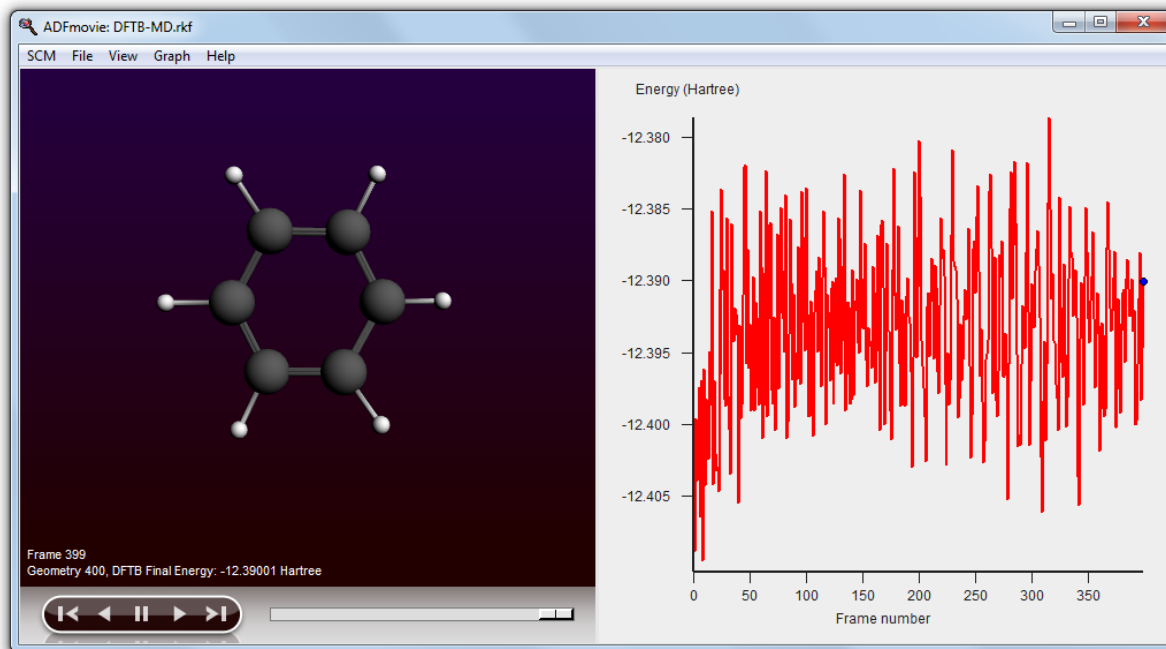 ADFmovie: DFTB-MD.rkf
SCM File View Graph Help
Energy (Hartree)
-12.380
-12.385
-12.390
-12.395
-12.400
-12.405
0 50 100 150 200 250 300 350
Frame number
Frame 399
Geometry 400, DFTB Final Energy: -12.39001 Hartree